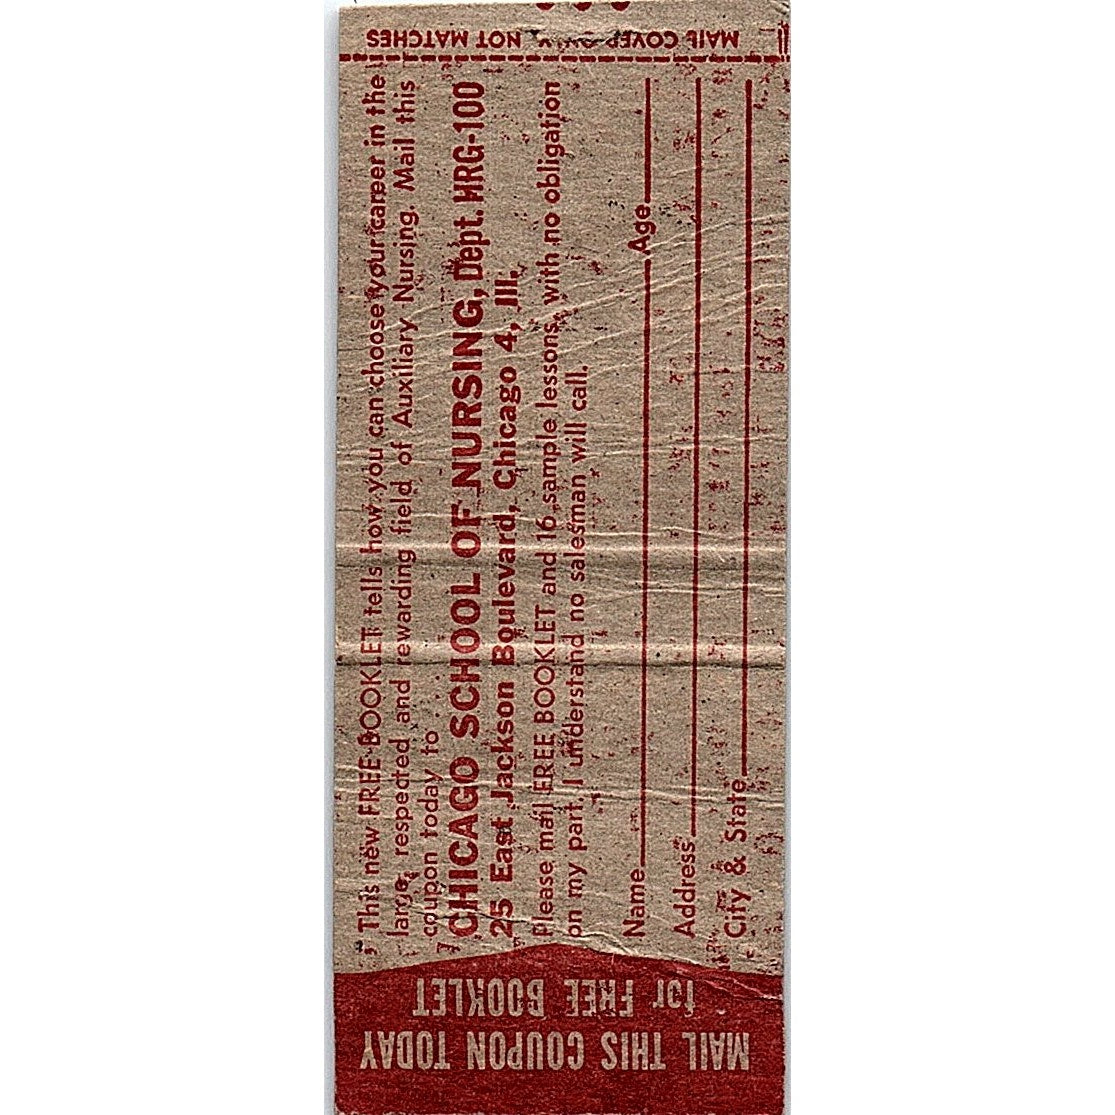 MAIL COVER ONLY NOT MATCHES
This new FREE BOOKLET tells how you can choose your career in the
large, respected and rewarding field of Auxiliary Nursing. Mail this
coupon today to . . .
CHICAGO SCHOOL OF NURSING, Dept. MRG-100
25 East Jackson Boulevard, Chicago 4, Ill.
Please mail FREE BOOKLET and 16 sample lessons, with no obligation
on my part. I understand no salesman will call.
Name Age
Address
City & State
MAIL THIS COUPON TODAY
for FREE BOOKLET